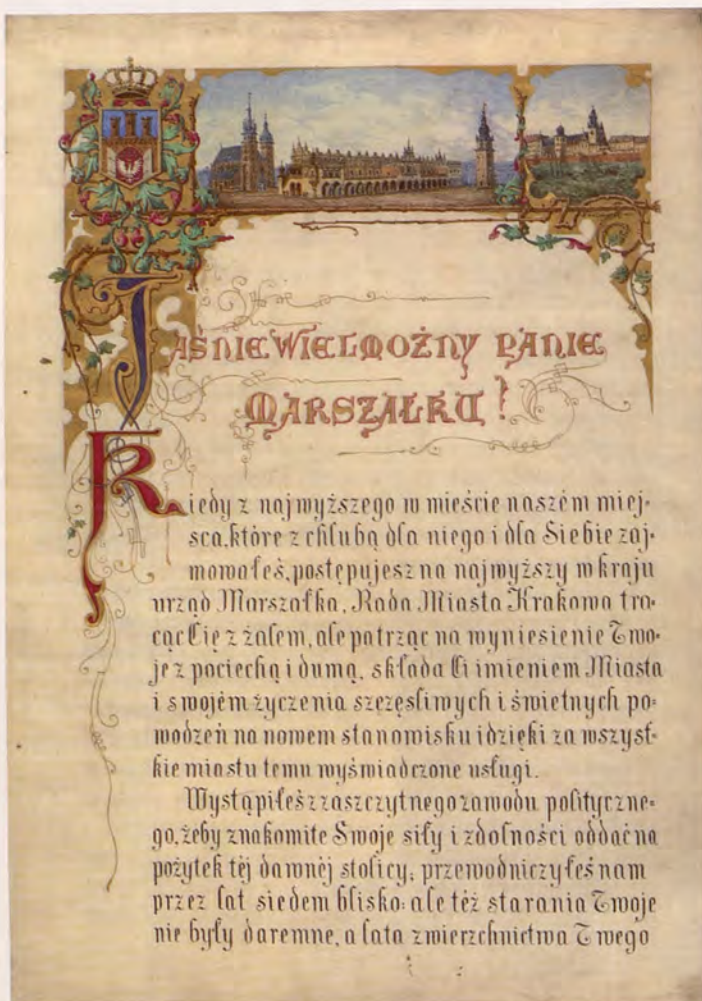 JAŚNIE WIELMOŻNY PANIE
MARSZAŁKU!
Kiedy z najwyższego w mieście naszém miej-
sca, które z chlubą dla niego i dla Siebie zaj-
mowałeś, postępujesz na najwyższy w kraju
urząd Marszałka, Rada Miasta Krakowa tra-
cąc Cię z żalem, ale patrząc na wyniesienie Two-
je z pociechą i dumą, składa Ci imieniem Miasta
i swojém życzenia szczęśliwych i świetnych po-
wodzeń na nowem stanowisku i dzięki za wszyst-
kie miastu temu wyświadczone usługi.
Wystąpiłeś z zaszczytnego zawodu polityczne-
go, żeby znakomite Swoje siły i zdolności oddać na
pożytek téj dawnéj stolicy; przewodniczyłeś nam
przez lat siedem blisko: ale téż starania Twoje
nie były daremne, a lata zwierzchnictwa Twego